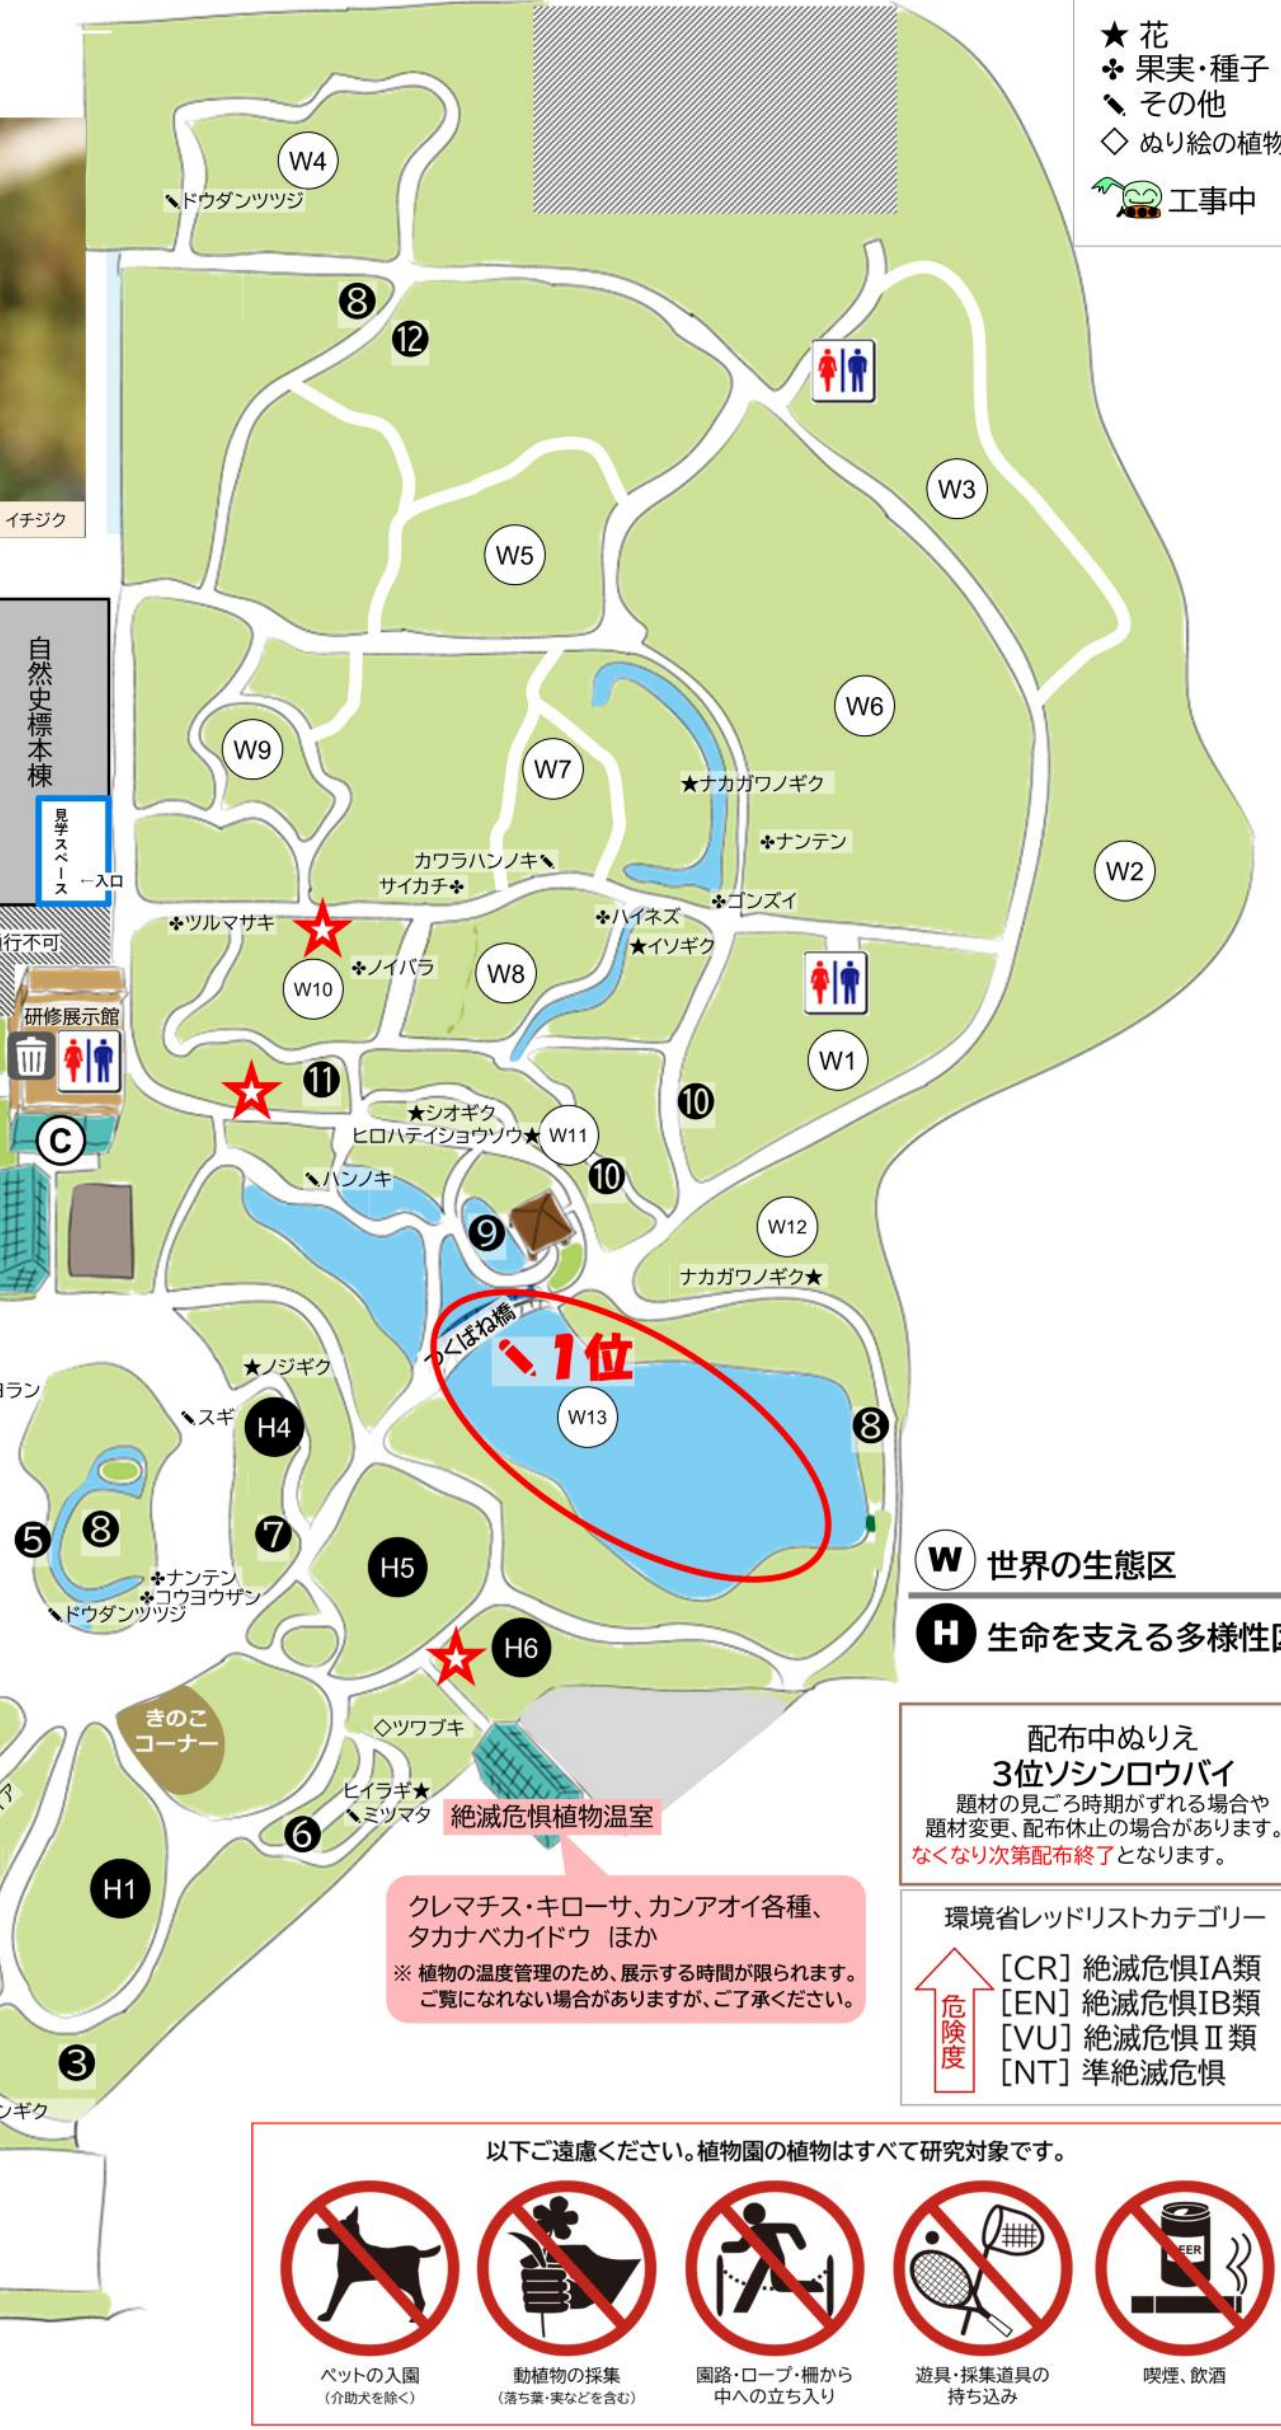 ★ 花
✤ 果実・種子
✎ その他
◇ ぬり絵の植物
工事中
W4
✎ドウダンツツジ
❽
⓬
W3
イチジク
W5
自然史標本棟
W6
W9
W7
★ナカガワノギク
見学スペース
←入口
✤ナンテン
カワラハンノキ✎
サイカチ✤
W2
✤ゴンズイ
✤ツルマサキ
✤ハイネズ
行不可
★イソギク
✤ノイバラ
W8
W10
研修展示館
W1
⓫
❿
★シオギク
ヒロハテイショウソウ★
W11
C
✎ハンノキ
❿
W12
❾
ナカガワノギク★
つくばね橋
✎1位
★ノジギク
ヨラン
W13
✎スギ
H4
❽
❺
❽
❼
H5
W 世界の生態区
✤ナンテン
✤コウヨウザン
✎ドウダンツツジ
H 生命を支える多様性区
H6
きのこ
コーナー
◇ツワブキ
配布中ぬりえ
3位ソシンロウバイ
題材の見ごろ時期がずれる場合や
題材変更、配布休止の場合があります。
なくなり次第配布終了となります。
ア
ヒイラギ★
✎ミツマタ
絶滅危惧植物温室
❻
H1
クレマチス・キローサ、カンアオイ各種、
タカナベカイドウ ほか
※ 植物の温度管理のため、展示する時間が限られます。
ご覧になれない場合がありますが、ご了承ください。
環境省レッドリストカテゴリー
危険度
[CR] 絶滅危惧IA類
[EN] 絶滅危惧IB類
[VU] 絶滅危惧Ⅱ類
[NT] 準絶滅危惧
❸
ンギク
以下ご遠慮ください。植物園の植物はすべて研究対象です。
BEER
ペットの入園
(介助犬を除く)
動植物の採集
(落ち葉・実などを含む)
園路・ロープ・柵から
中への立ち入り
遊具・採集道具の
持ち込み
喫煙、飲酒